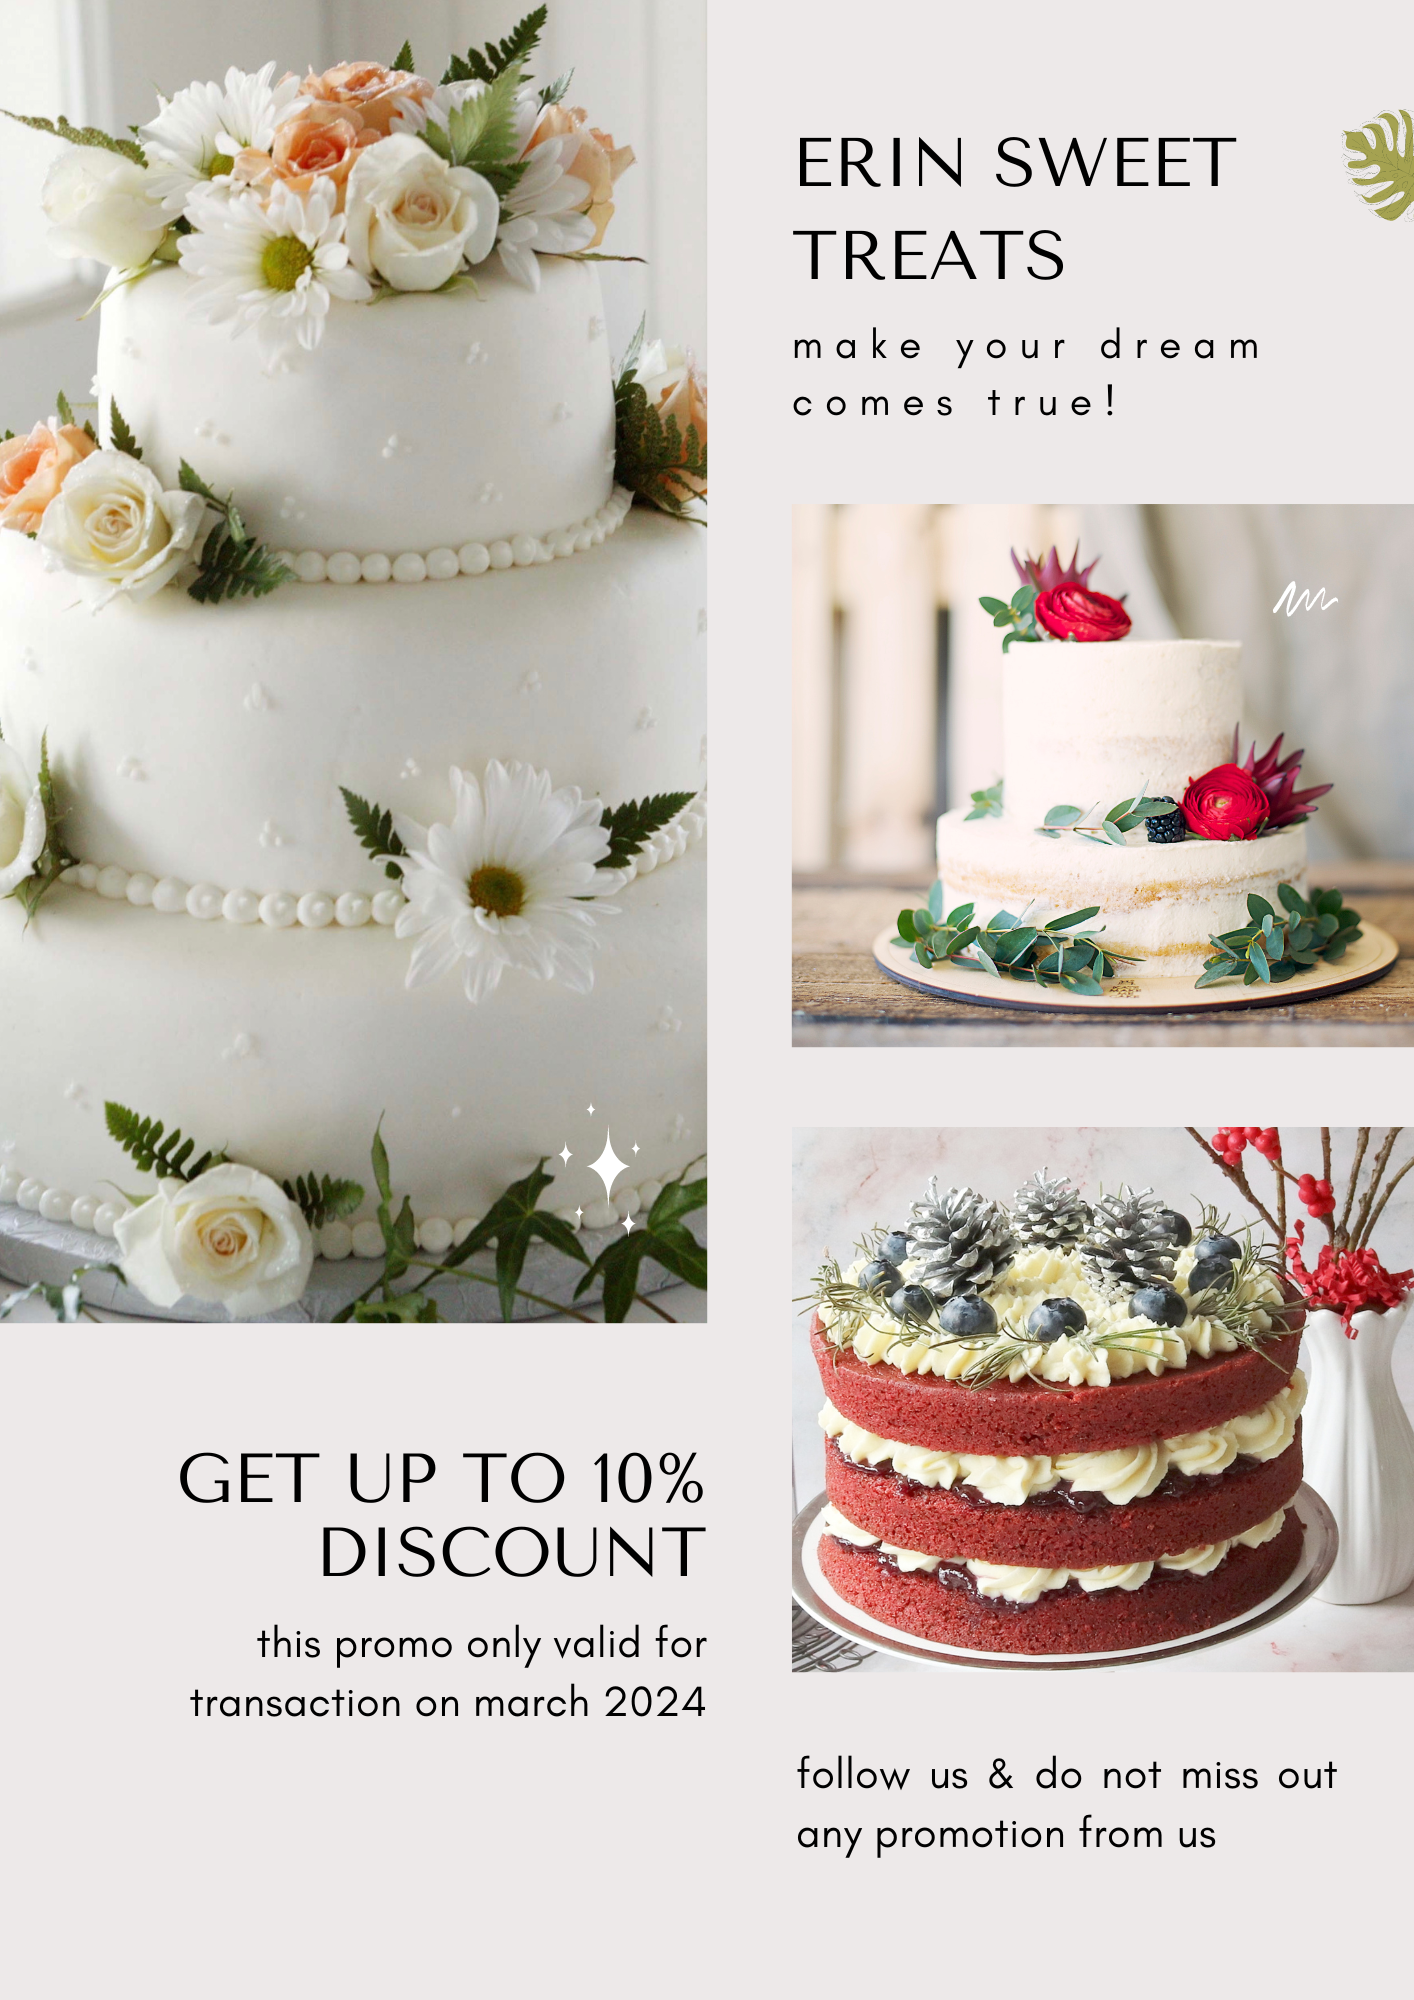 ERIN SWEET
TREATS
make your dream
comes true!
GET UP TO 10%
DISCOUNT
this promo only valid for
transaction on march 2024
follow us & do not miss out
any promotion from us